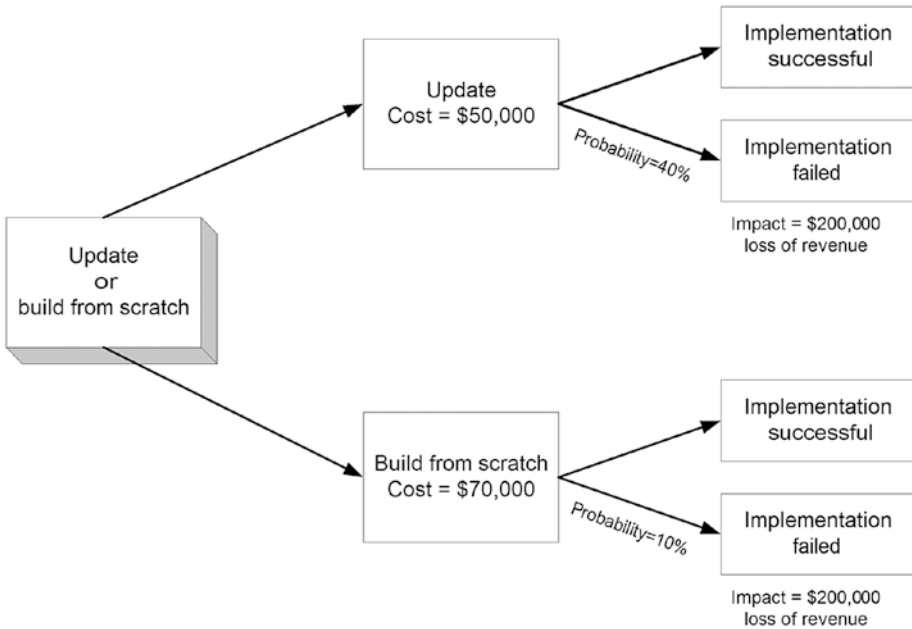 Update
or
build from scratch
Update
Cost = $50,000
Probability=40%
Implementation
successful
Implementation
failed
Impact = $200,000
loss of revenue
Build from scratch
Cost = $70,000
Probability=10%
Implementation
successful
Implementation
failed
Impact = $200,000
loss of revenue